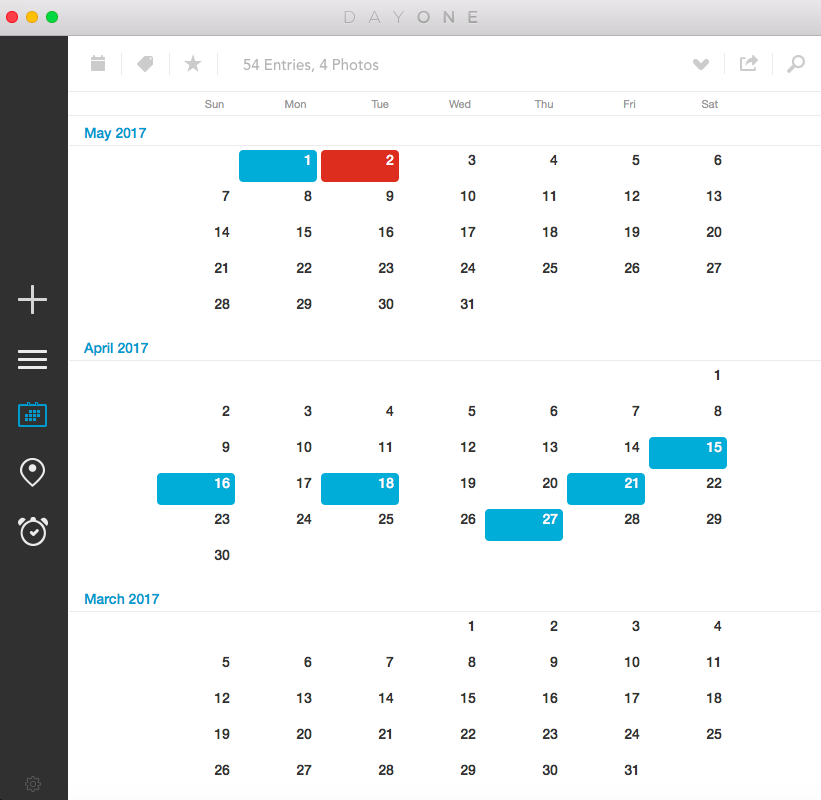 DAYONE
54 Entries, 4 Photos
Sun Mon Tue Wed Thu Fri Sat
May 2017
1 2 3 4 5 6
7 8 9 10 11 12 13
14 15 16 17 18 19 20
21 22 23 24 25 26 27
28 29 30 31
April 2017
1
2 3 4 5 6 7 8
9 10 11 12 13 14 15
16 17 18 19 20 21 22
23 24 25 26 27 28 29
30
March 2017
1 2 3 4
5 6 7 8 9 10 11
12 13 14 15 16 17 18
19 20 21 22 23 24 25
26 27 28 29 30 31